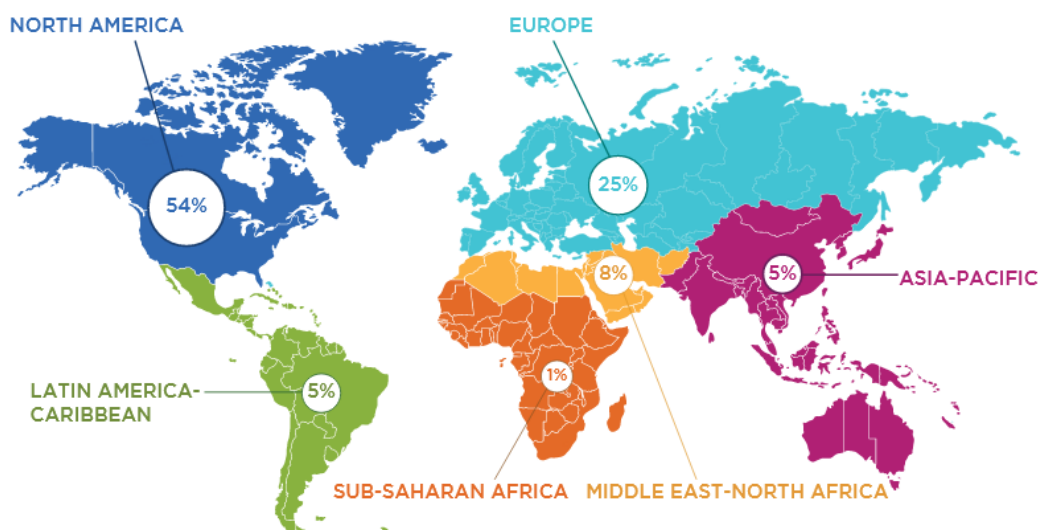 NORTH AMERICA
EUROPE
54%
25%
8%
5%
ASIA-PACIFIC
1%
LATIN AMERICA-
CARIBBEAN
5%
SUB-SAHARAN AFRICA
MIDDLE EAST-NORTH AFRICA